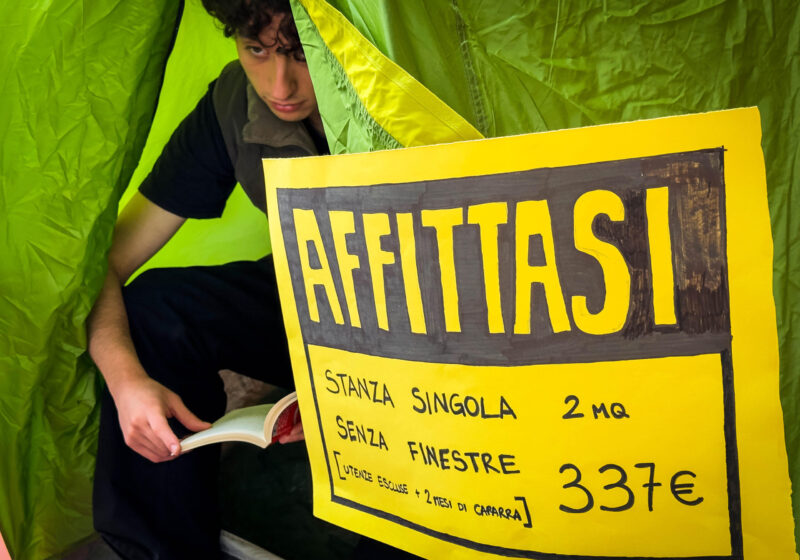 AFFITTASI
STANZA SINGOLA 2 MQ
SENZA FINESTRE
[UTENZE ESCLUSE + 2 MESI DI CAPARRA] 337€